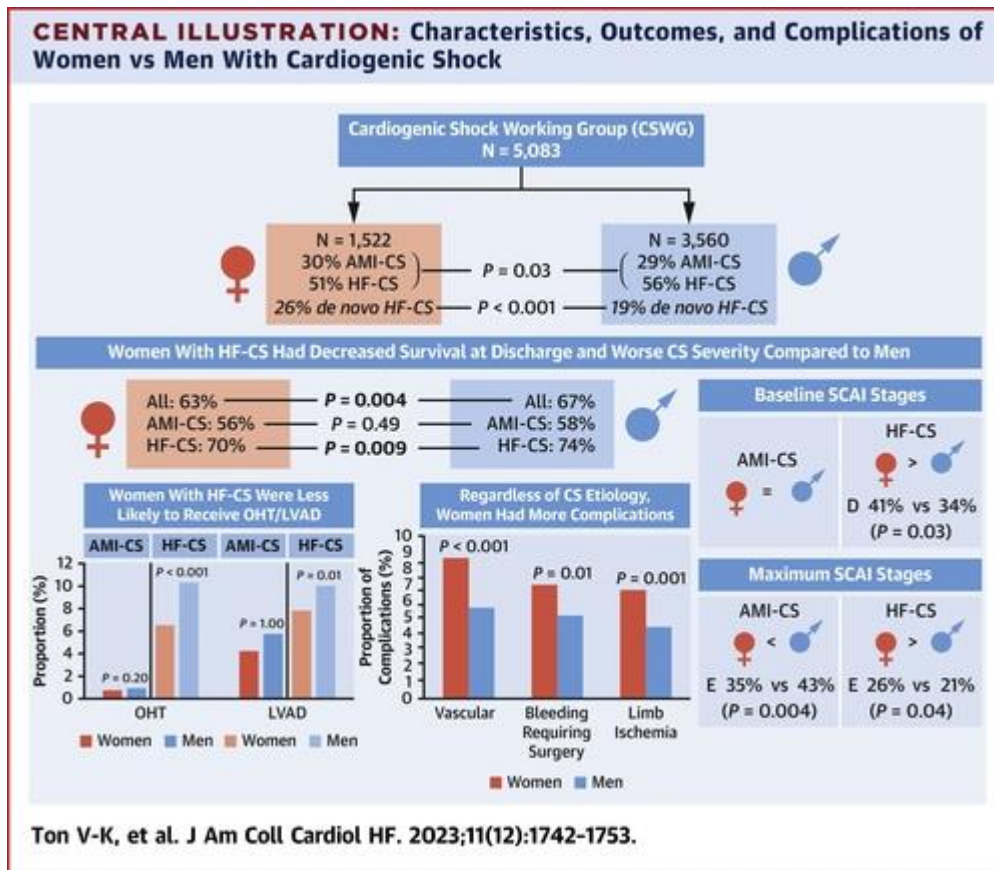 CENTRAL ILLUSTRATION: Characteristics, Outcomes, and Complications of
Women vs Men With Cardiogenic Shock
Cardiogenic Shock Working Group (CSWG)
N = 5,083
N = 1,522
30% AMI-CS
51% HF-CS
26% de novo HF-CS
P = 0.03
P < 0.001
N = 3,560
29% AMI-CS
56% HF-CS
19% de novo HF-CS
Women With HF-CS Had Decreased Survival at Discharge and Worse CS Severity Compared to Men
All: 63%
AMI-CS: 56%
HF-CS: 70%
P = 0.004
P = 0.49
P = 0.009
All: 67%
AMI-CS: 58%
HF-CS: 74%
Baseline SCAI Stages
AMI-CS
=
HF-CS
>
D 41% vs 34%
(P = 0.03)
Maximum SCAI Stages
AMI-CS
<
E 35% vs 43%
(P = 0.004)
HF-CS
>
E 26% vs 21%
(P = 0.04)
Women With HF-CS Were Less
Likely to Receive OHT/LVAD
AMI-CS HF-CS AMI-CS HF-CS
Proportion (%)
12
10
8
6
4
2
0
P = 0.20
P < 0.001
P = 1.00
P = 0.01
OHT LVAD
Women Men Women Men
Regardless of CS Etiology,
Women Had More Complications
Proportion of
Complications (%)
10
9
8
7
6
5
4
3
2
1
0
P < 0.001
P = 0.01
P = 0.001
Vascular
Bleeding
Requiring
Surgery
Limb
Ischemia
Women Men
Ton V-K, et al. J Am Coll Cardiol HF. 2023;11(12):1742–1753.